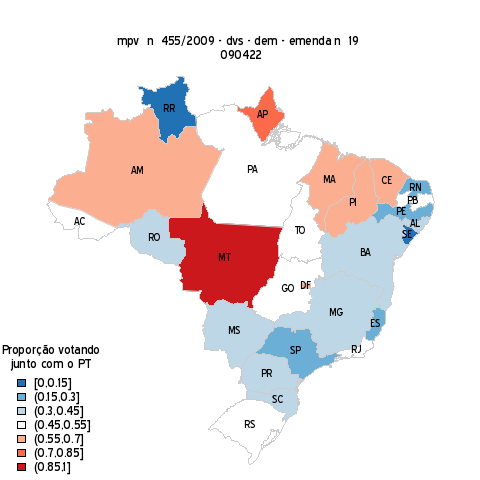 mpv n 455/2009 - dvs - dem - emenda n 19
090422
RR
AP
AM
PA
MA
CE
RN
PB
PI
PE
AL
SE
AC
RO
TO
MT
BA
GO
DF
MG
ES
MS
SP
RJ
PR
SC
RS
Proporção votando
junto com o PT
[0,0.15]
(0.15,0.3]
(0.3,0.45]
(0.45,0.55]
(0.55,0.7]
(0.7,0.85]
(0.85,1]